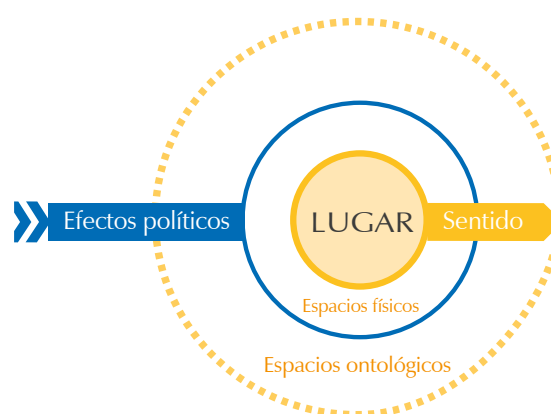 Efectos políticos
LUGAR
Sentido
Espacios físicos
Espacios ontológicos